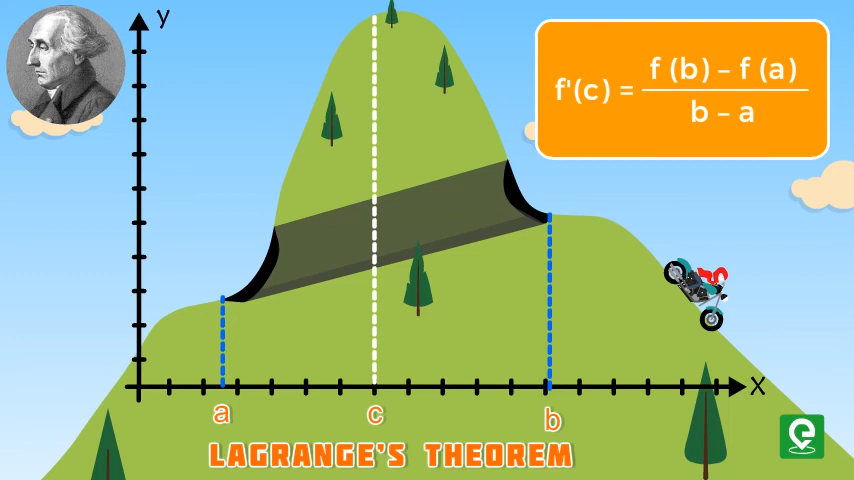 y
f'(c) = f (b) – f (a)
b – a
x
a
c
b
LAGRANGE'S THEOREM